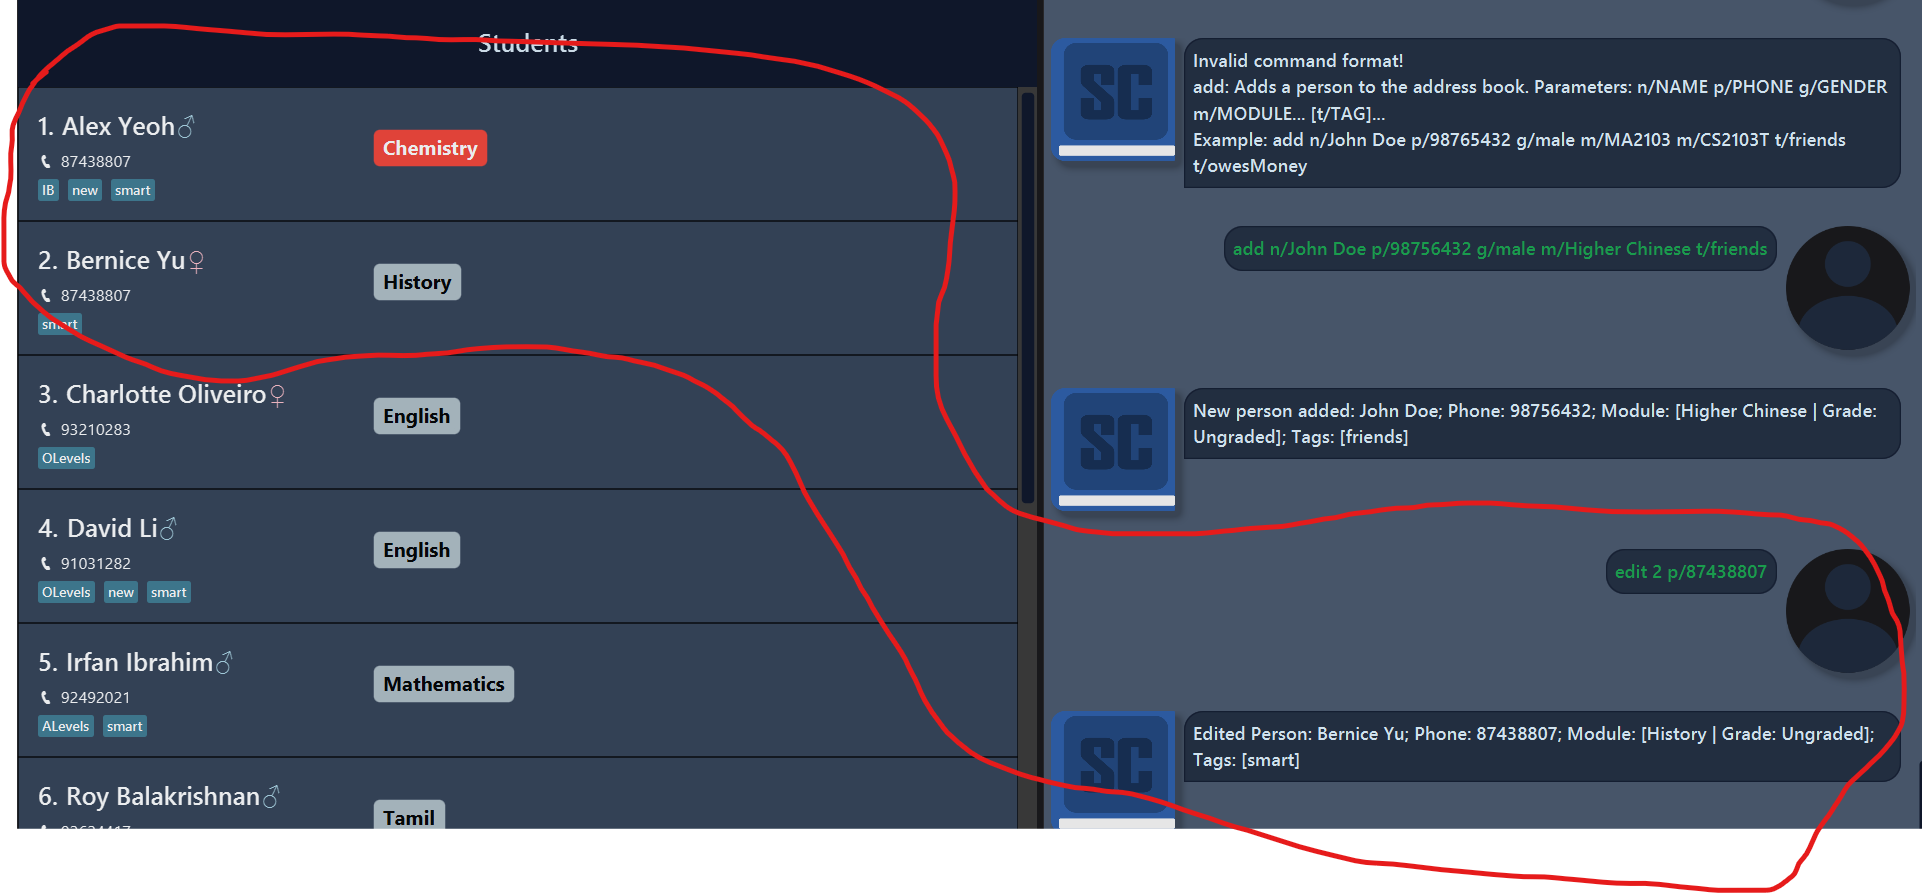 Students
1. Alex Yeoh♂
87438807
IB new smart
Chemistry
2. Bernice Yu♀
87438807
smart
History
3. Charlotte Oliveiro♀
93210283
OLevels
English
4. David Li♂
91031282
OLevels new smart
English
5. Irfan Ibrahim♂
92492021
ALevels smart
Mathematics
6. Roy Balakrishnan♂
Tamil
SC
Invalid command format!
add: Adds a person to the address book. Parameters: n/NAME p/PHONE g/GENDER
m/MODULE... [t/TAG]...
Example: add n/John Doe p/98765432 g/male m/MA2103 m/CS2103T t/friends
t/owesMoney
add n/John Doe p/98756432 g/male m/Higher Chinese t/friends
SC
New person added: John Doe; Phone: 98756432; Module: [Higher Chinese | Grade:
Ungraded]; Tags: [friends]
edit 2 p/87438807
SC
Edited Person: Bernice Yu; Phone: 87438807; Module: [History | Grade: Ungraded];
Tags: [smart]